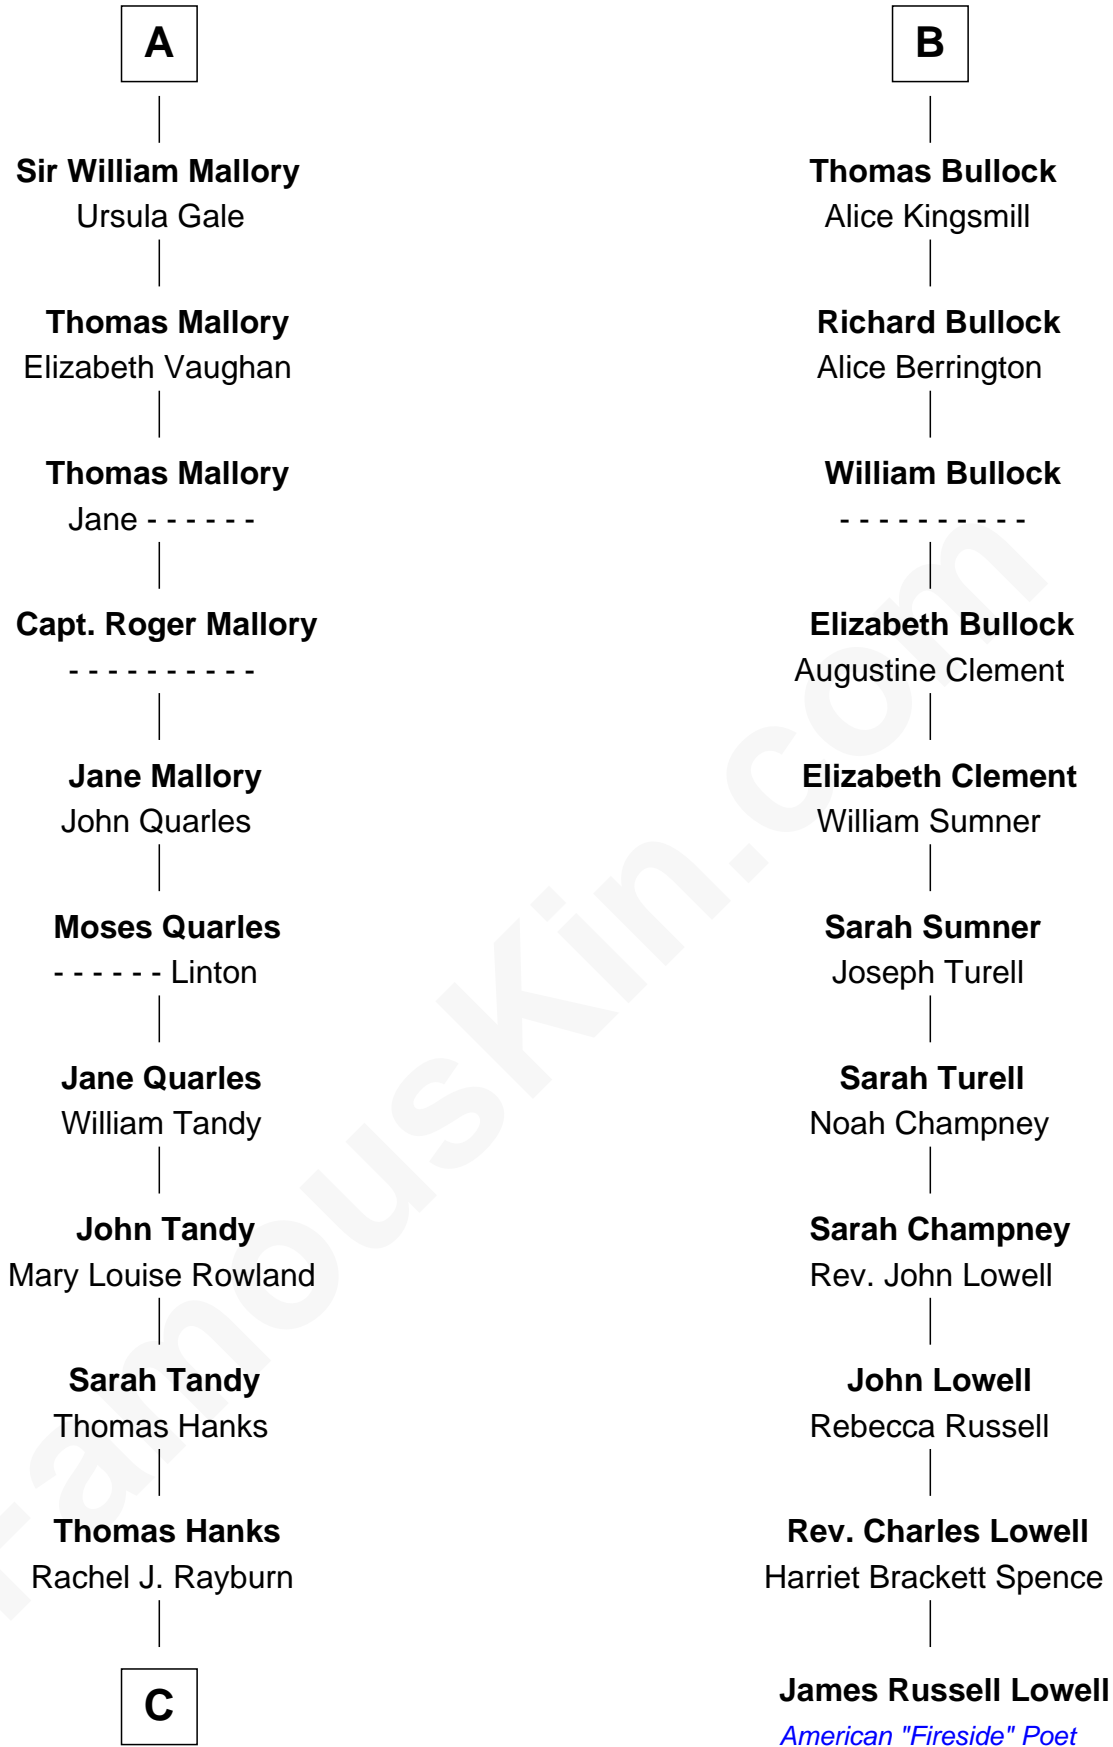 A
Sir William Mallory
Ursula Gale
Thomas Mallory
Elizabeth Vaughan
Thomas Mallory
Jane - - - - - -
Capt. Roger Mallory
- - - - - - - - - -
Jane Mallory
John Quarles
Moses Quarles
- - - - - - Linton
Jane Quarles
William Tandy
John Tandy
Mary Louise Rowland
Sarah Tandy
Thomas Hanks
Thomas Hanks
Rachel J. Rayburn
C
B
Thomas Bullock
Alice Kingsmill
Richard Bullock
Alice Berrington
William Bullock
- - - - - - - - - -
Elizabeth Bullock
Augustine Clement
Elizabeth Clement
William Sumner
Sarah Sumner
Joseph Turell
Sarah Turell
Noah Champney
Sarah Champney
Rev. John Lowell
John Lowell
Rebecca Russell
Rev. Charles Lowell
Harriet Brackett Spence
James Russell Lowell
American "Fireside" Poet
FamousKin.com